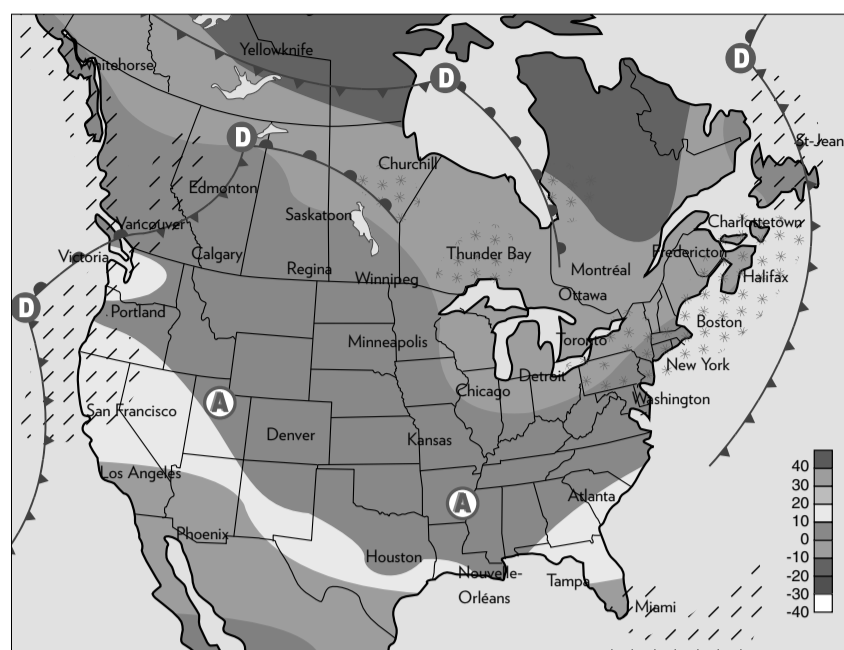 Yellowknife
D
Whitehorse
D
D
St-Jean
Churchill
Edmonton
Saskatoon
Vancouver
Charlottetown
Victoria
Calgary
Thunder Bay
Fredericton
Regina
Winnipeg
Montréal
Halifax
Ottawa
D
Portland
Boston
Minneapolis
Toronto
New York
Chicago
Detroit
Washington
A
San Francisco
Denver
Kansas
Los Angeles
Atlanta
A
Phoenix
Houston
Nouvelle-
Orléans
Tampa
Miami
40
30
20
10
0
-10
-20
-30
-40